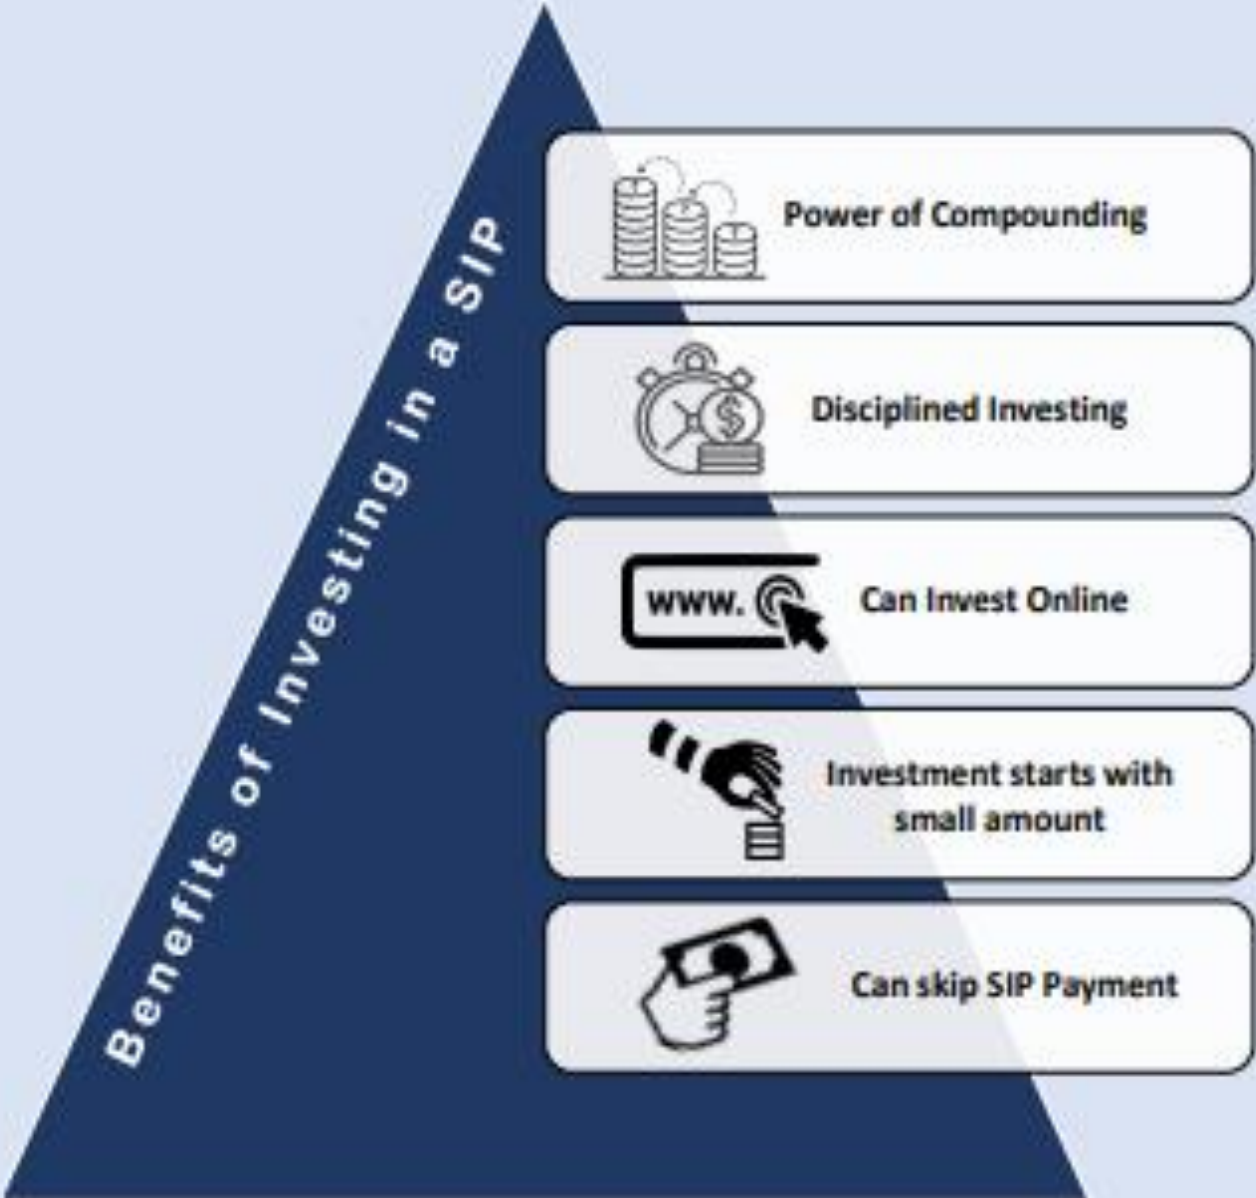 Benefits of Investing in a SIP
Power of Compounding
Disciplined Investing
www.
Can Invest Online
Investment starts with
small amount
Can skip SIP Payment